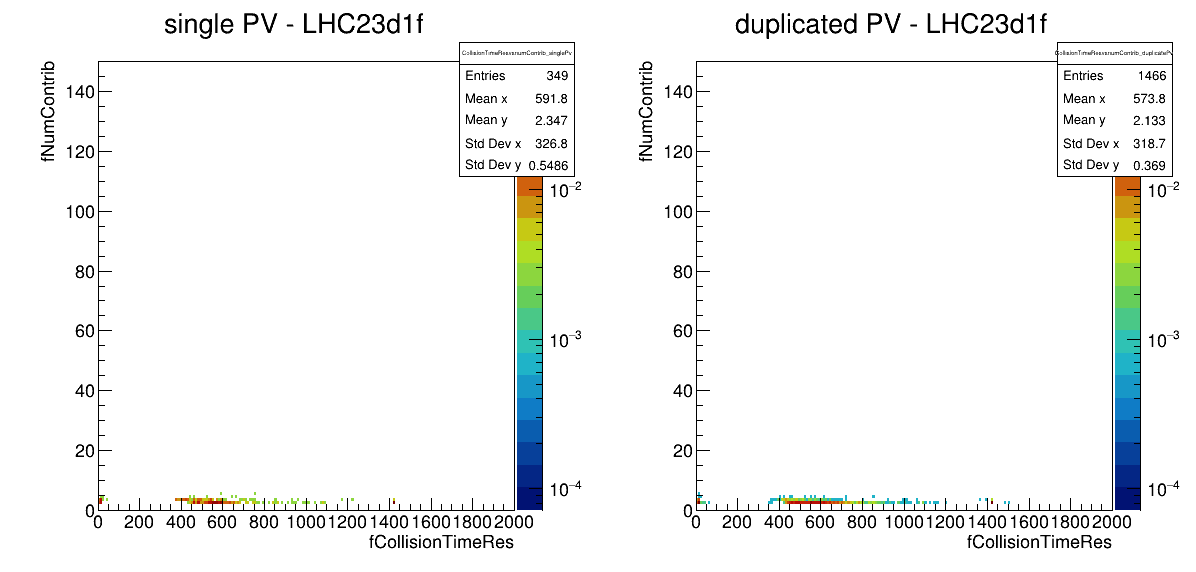 single PV - LHC23d1f
fNumContrib
140
120
100
80
60
40
20
0
0 200 400 600 800 1000 1200 1400 1600 1800 2000
fCollisionTimeRes
CollisionTimeResvsnumContrib_singlePV
Entries 349
Mean x 591.8
Mean y 2.347
Std Dev x 326.8
Std Dev y 0.5486
10−2
10−3
10−4
duplicated PV - LHC23d1f
fNumContrib
140
120
100
80
60
40
20
0
0 200 400 600 800 1000 1200 1400 1600 1800 2000
fCollisionTimeRes
CollisionTimeResvsnumContrib_duplicatePV
Entries 1466
Mean x 573.8
Mean y 2.133
Std Dev x 318.7
Std Dev y 0.369
10−2
10−3
10−4